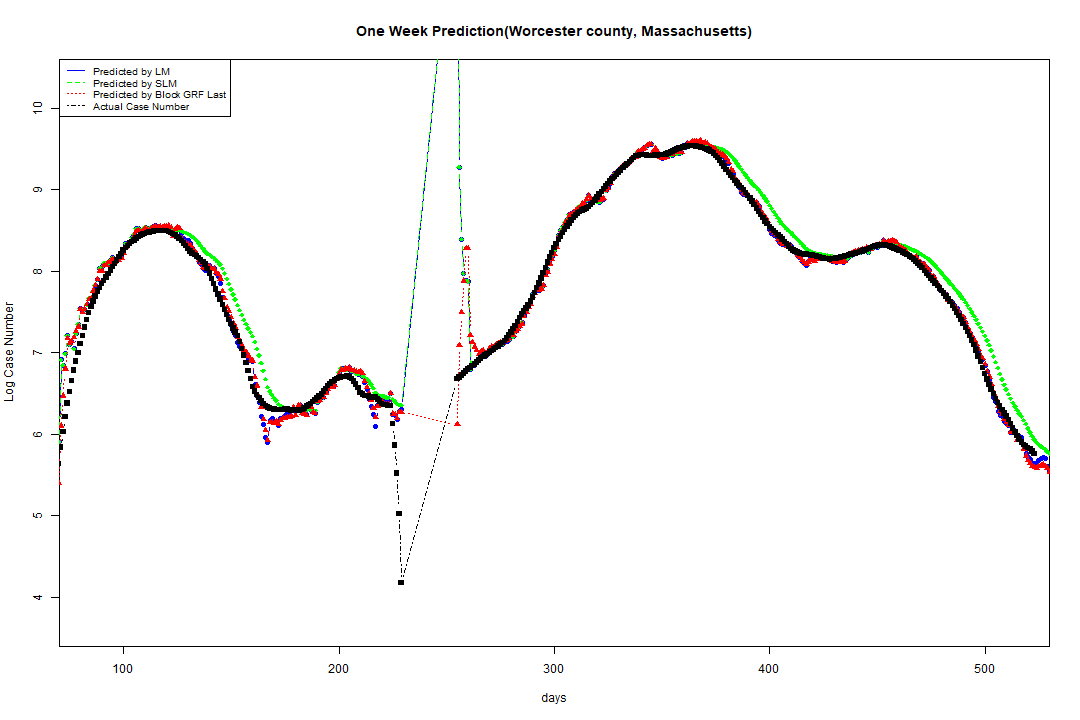 One Week Prediction(Worcester county, Massachusetts)
Predicted by LM
Predicted by SLM
Predicted by Block GRF Last
Actual Case Number
10
9
8
7
6
5
4
Log Case Number
100 200 300 400 500
days